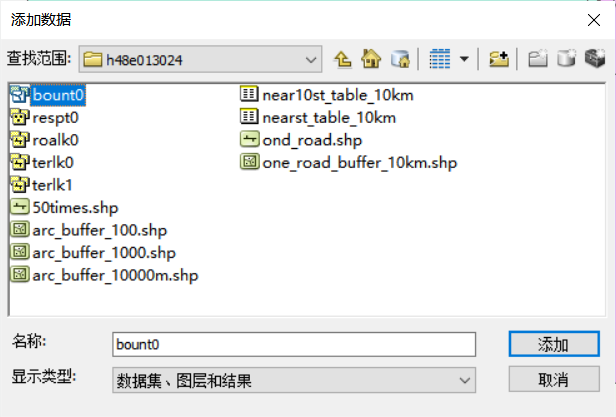 添加数据
查找范围: h48e013024
bount0
respt0
roalk0
terlk0
terlk1
50times.shp
arc_buffer_100.shp
arc_buffer_1000.shp
arc_buffer_10000m.shp
near10st_table_10km
nearst_table_10km
ond_road.shp
one_road_buffer_10km.shp
名称: bount0 添加
显示类型: 数据集、图层和结果 取消